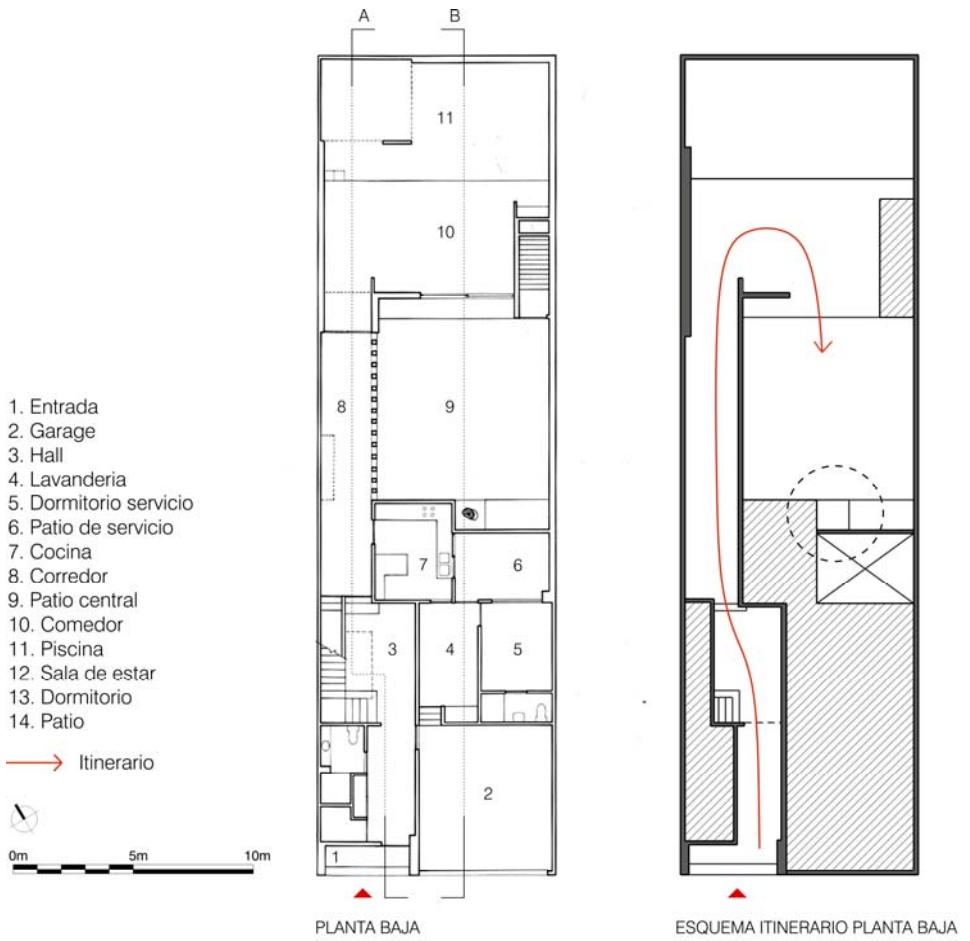 A B
11
10
8
9
7
6
3
4
5
2
1
1. Entrada
2. Garage
3. Hall
4. Lavanderia
5. Dormitorio servicio
6. Patio de servicio
7. Cocina
8. Corredor
9. Patio central
10. Comedor
11. Piscina
12. Sala de estar
13. Dormitorio
14. Patio
Itinerario
0m 5m 10m
PLANTA BAJA
ESQUEMA ITINERARIO PLANTA BAJA